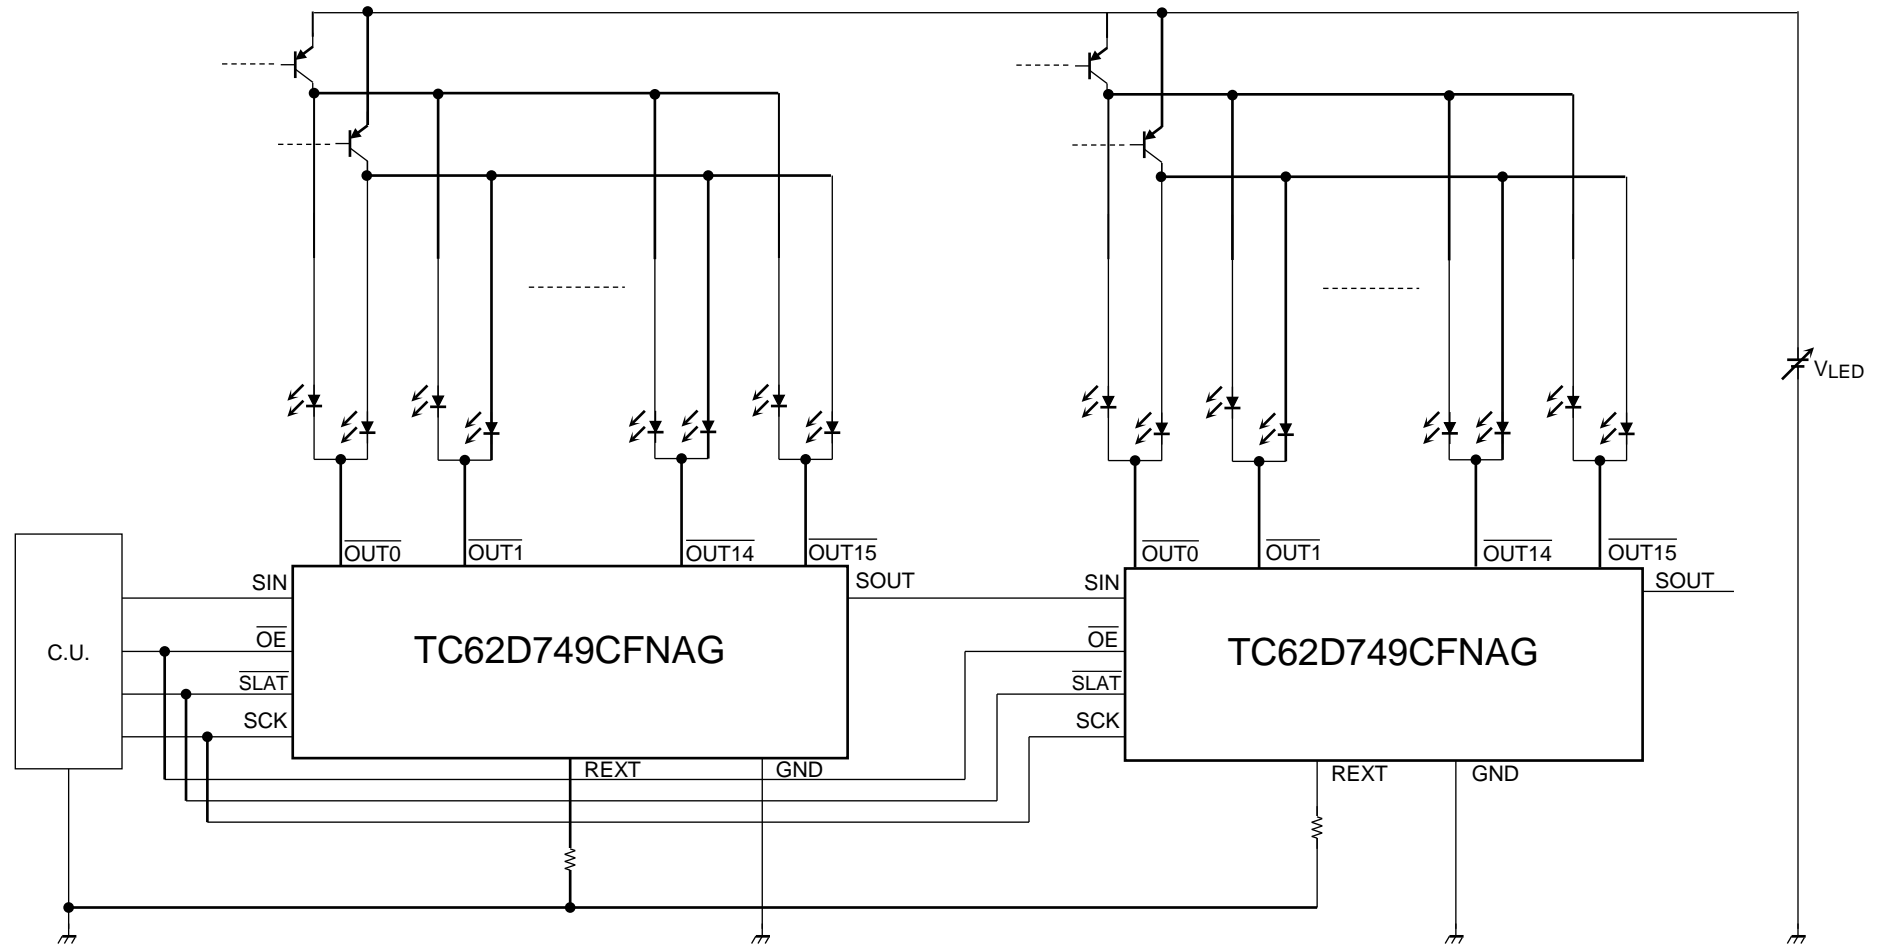 VLED
OUT0 OUT1 OUT14 OUT15
OUT0 OUT1 OUT14 OUT15
SIN SOUT SIN SOUT
C.U.
OE TC62D749CFNAG OE TC62D749CFNAG
SLAT SLAT
SCK SCK
REXT GND REXT GND